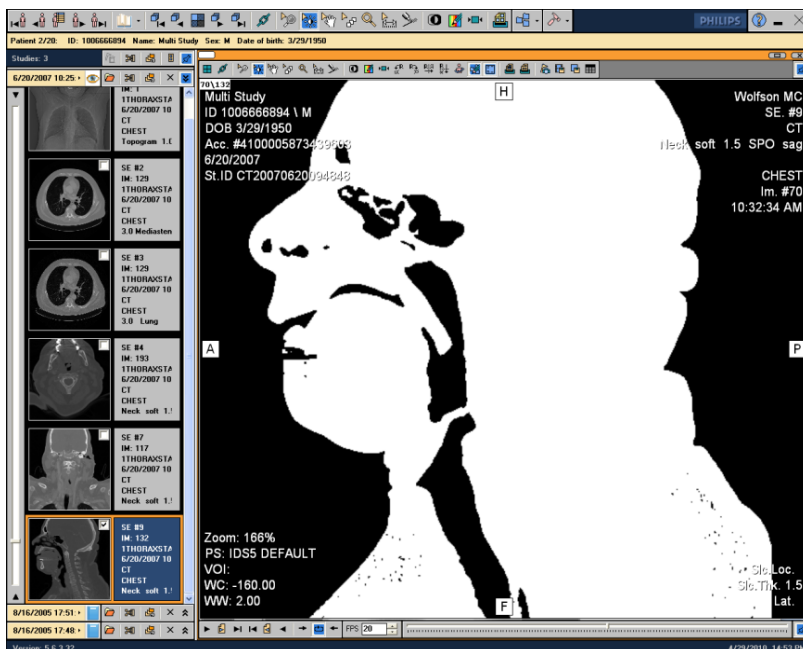 PHILIPS
Patient 2/20: ID: 1006666894 Name: Multi Study Sex: M Date of birth: 3/29/1950
Studies: 3
6/20/2007 10:25
IM: 1
1THORAXSTA
6/20/2007 10
CT
CHEST
Topogram 1.0
SE #2
IM: 129
1THORAXSTA
6/20/2007 10
CT
CHEST
3.0 Mediasten
SE #3
IM: 129
1THORAXSTA
6/20/2007 10
CT
CHEST
3.0 Lung
SE #4
IM: 193
1THORAXSTA
6/20/2007 10
CT
CHEST
Neck soft 1.5
SE #7
IM: 117
1THORAXSTA
6/20/2007 10
CT
CHEST
Neck soft 1.5
SE #9
IM: 132
1THORAXSTA
6/20/2007 10
CT
CHEST
Neck soft 1.5
8/16/2005 17:51
8/16/2005 17:48
70\132
Multi Study
ID 1006666894 \ M
DOB 3/29/1950
Acc. #4100005873439603
6/20/2007
St.ID CT20070620094848
H
Wolfson MC
SE. #9
CT
Neck soft 1.5 SPO sag
CHEST
Im. #70
10:32:34 AM
A
P
Zoom: 166%
PS: IDS5 DEFAULT
VOI:
WC: -160.00
WW: 2.00
F
Slc.Loc.
Slc.Thk. 1.5
Lat.
FPS 20